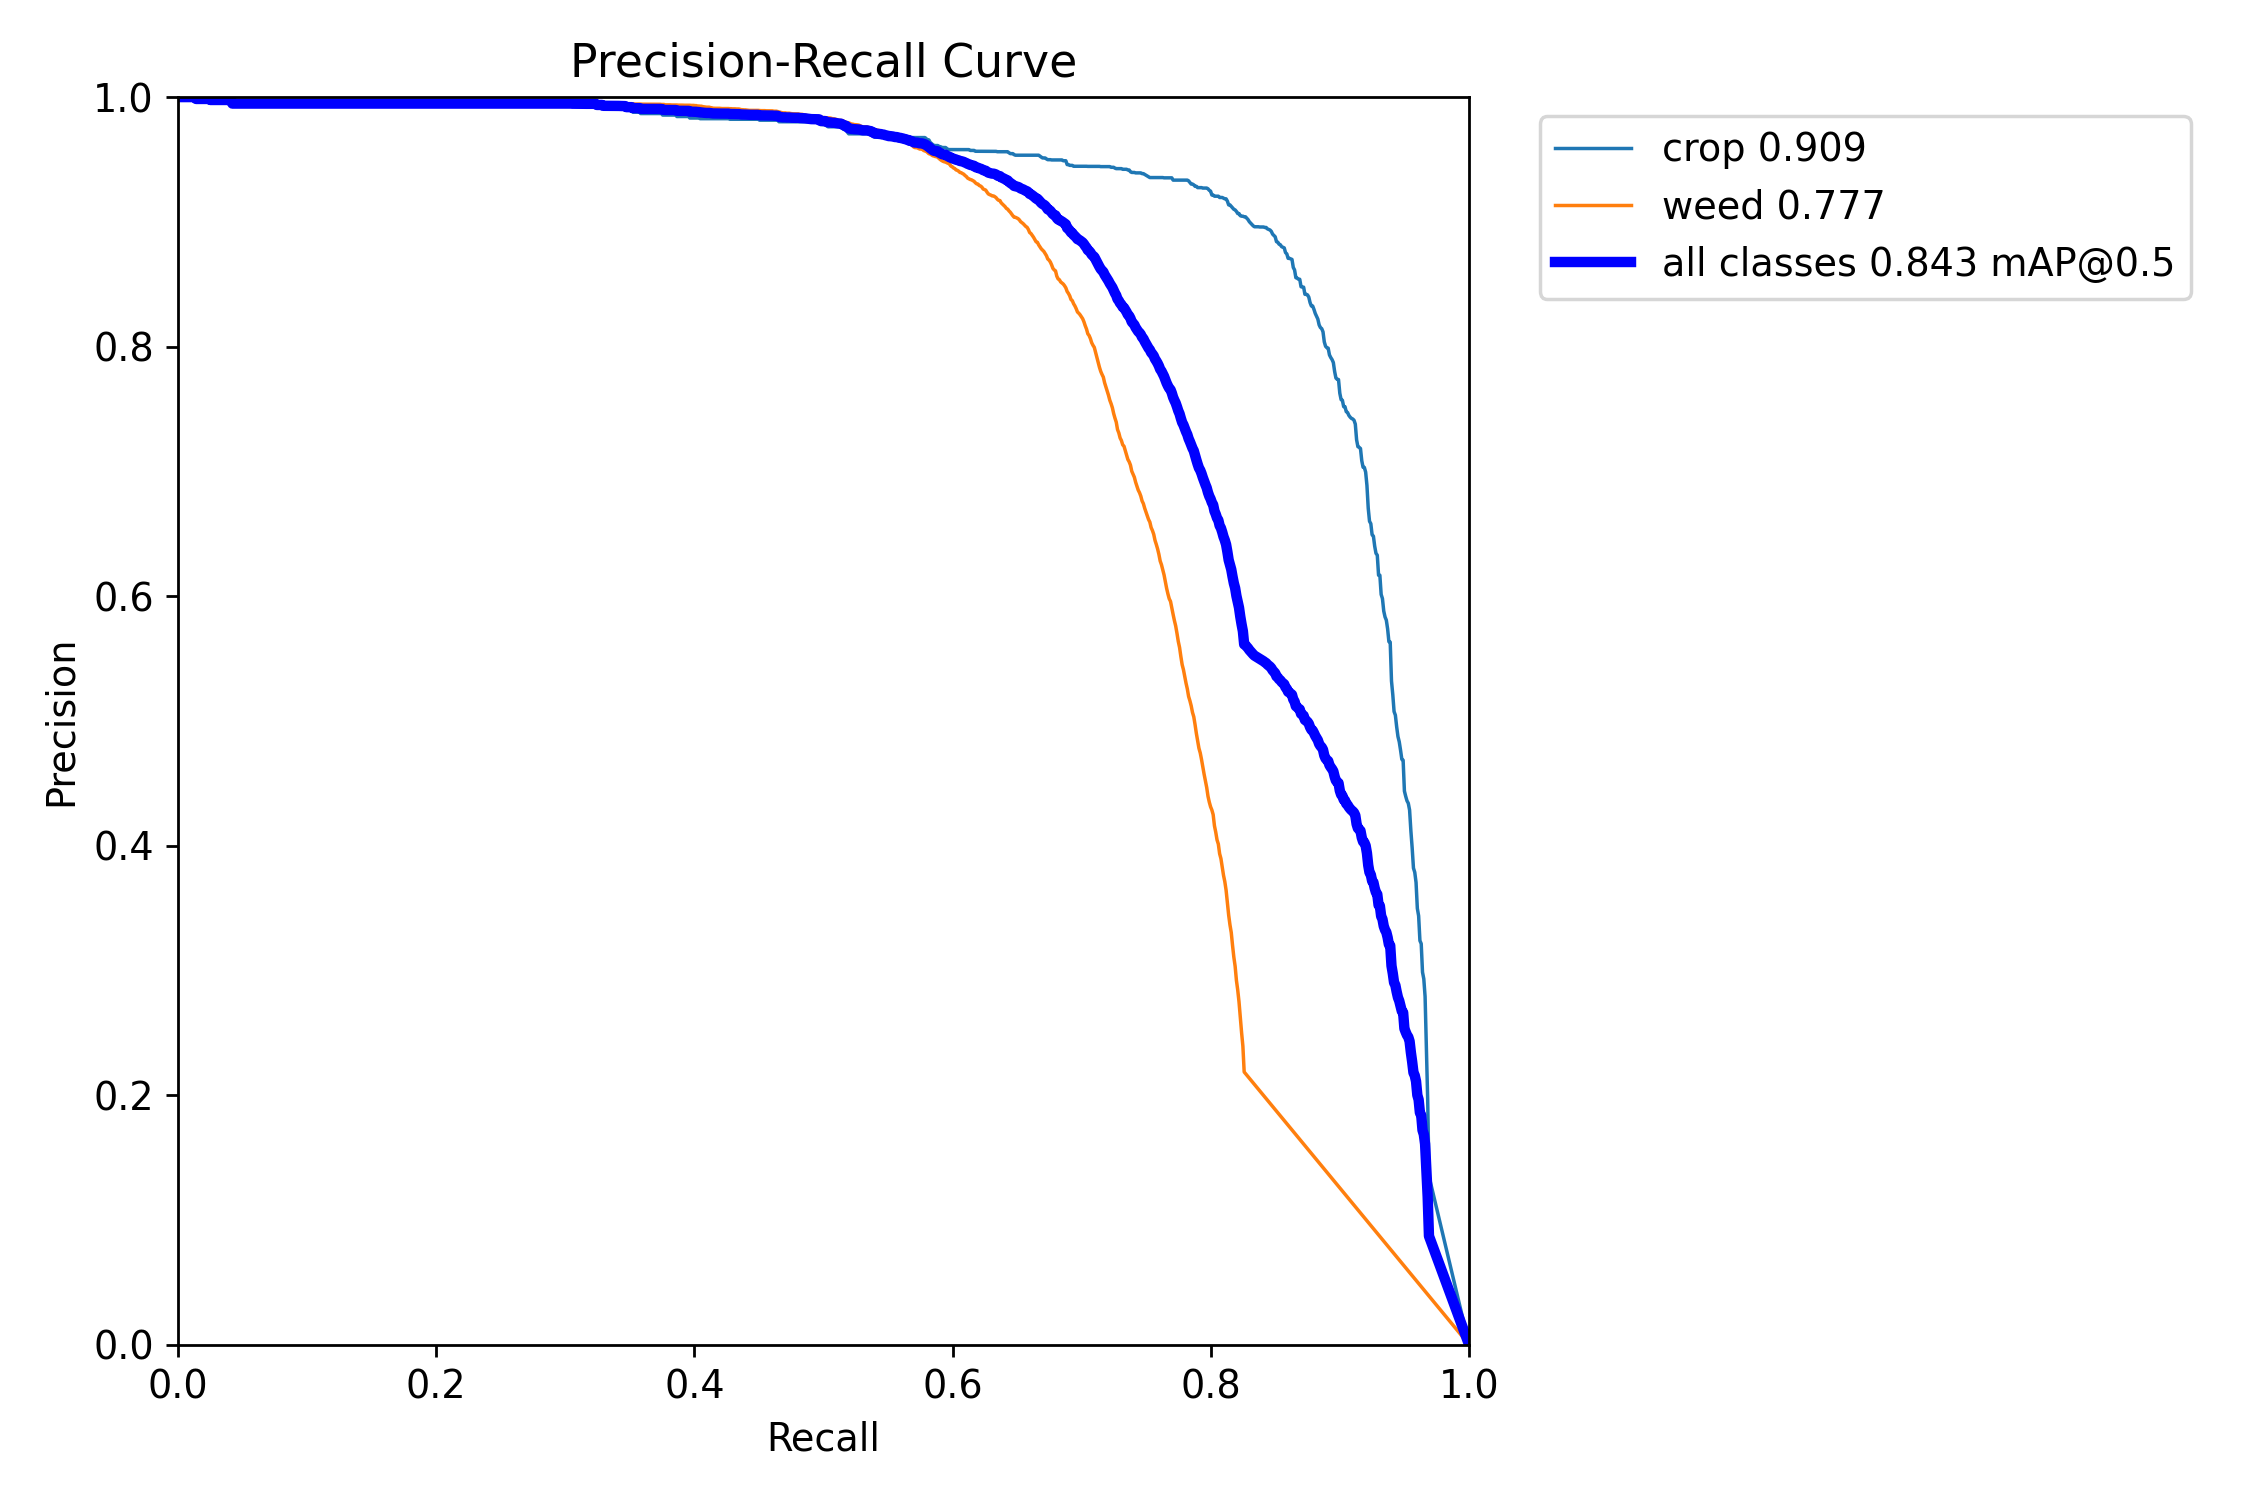 Precision-Recall Curve
1.0
0.8
0.6
0.4
0.2
0.0
Precision
0.0 0.2 0.4 0.6 0.8 1.0
Recall
crop 0.909
weed 0.777
all classes 0.843 mAP@0.5